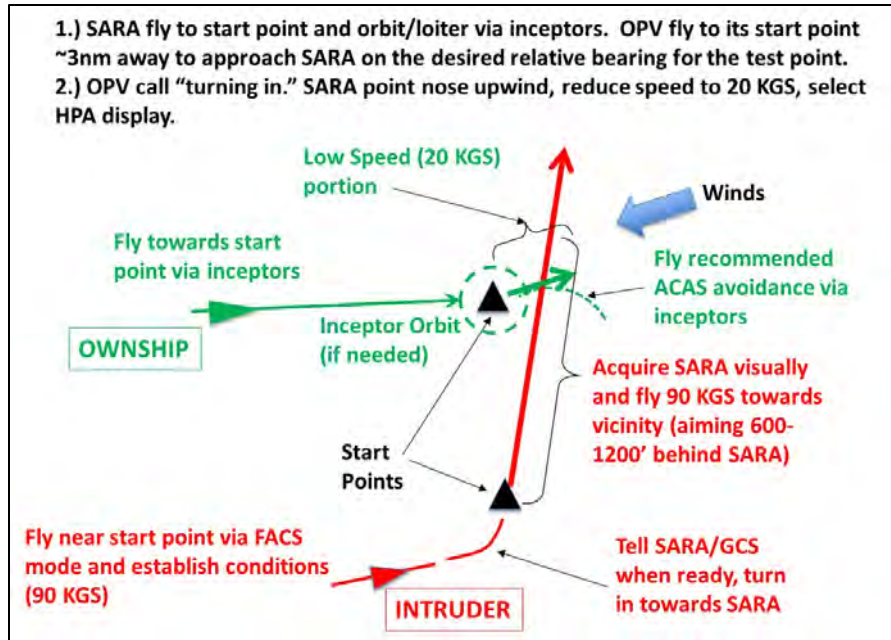 1.) SARA fly to start point and orbit/loiter via inceptors.  OPV fly to its start point
~3nm away to approach SARA on the desired relative bearing for the test point.
2.) OPV call “turning in.” SARA point nose upwind, reduce speed to 20 KGS, select
HPA display.
Low Speed (20 KGS)
portion
Winds
Fly towards start
point via inceptors
Fly recommended
ACAS avoidance via
inceptors
OWNSHIP
Inceptor Orbit
(if needed)
Acquire SARA visually
and fly 90 KGS towards
vicinity (aiming 600-
1200’ behind SARA)
Start
Points
Fly near start point via FACS
mode and establish conditions
(90 KGS)
Tell SARA/GCS
when ready, turn
in towards SARA
INTRUDER